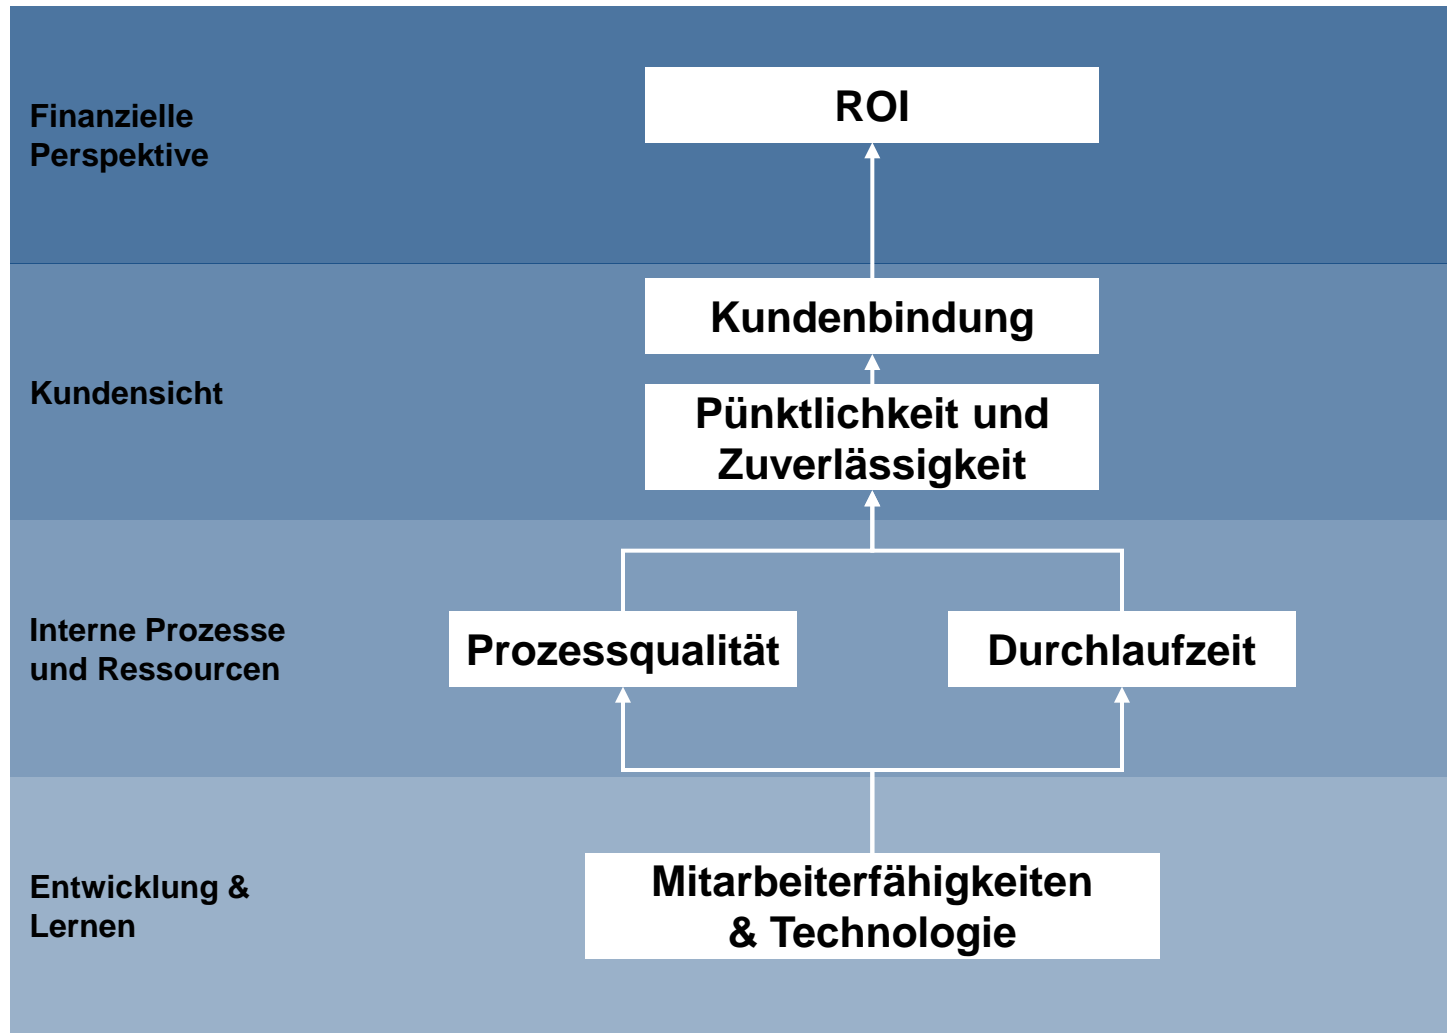 Finanzielle
Perspektive
ROI
Kundensicht
Kundenbindung
Pünktlichkeit und
Zuverlässigkeit
Interne Prozesse
und Ressourcen
Prozessqualität
Durchlaufzeit
Entwicklung &
Lernen
Mitarbeiterfähigkeiten
& Technologie